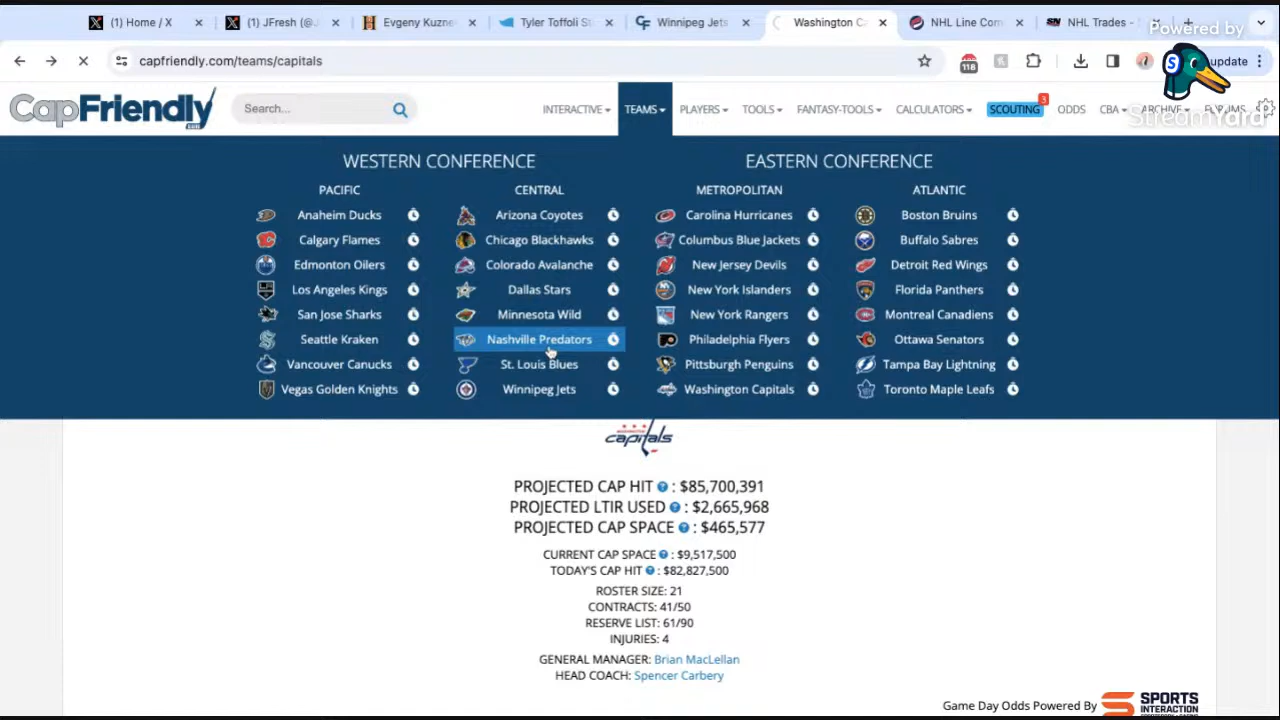 (1) Home / X
(1) JFresh (@J
Evgeny Kuzne
Tyler Toffoli St
Winnipeg Jets
Washington C
NHL Line Com
NHL Trades -
Powered by
capfriendly.com/teams/capitals
118
update
S
StreamYard
CapFriendly
.com
Search...
INTERACTIVE
TEAMS
PLAYERS
TOOLS
FANTASY-TOOLS
CALCULATORS
SCOUTING
3
ODDS
CBA
ARCHIVE
FORUMS
WESTERN CONFERENCE
EASTERN CONFERENCE
PACIFIC
CENTRAL
METROPOLITAN
ATLANTIC
Anaheim Ducks
Arizona Coyotes
Carolina Hurricanes
Boston Bruins
Calgary Flames
Chicago Blackhawks
Columbus Blue Jackets
Buffalo Sabres
Edmonton Oilers
Colorado Avalanche
New Jersey Devils
Detroit Red Wings
Los Angeles Kings
Dallas Stars
New York Islanders
Florida Panthers
San Jose Sharks
Minnesota Wild
New York Rangers
Montreal Canadiens
Seattle Kraken
Nashville Predators
Philadelphia Flyers
Ottawa Senators
Vancouver Canucks
St. Louis Blues
Pittsburgh Penguins
Tampa Bay Lightning
Vegas Golden Knights
Winnipeg Jets
Washington Capitals
Toronto Maple Leafs
capitals
PROJECTED CAP HIT : $85,700,391
PROJECTED LTIR USED : $2,665,968
PROJECTED CAP SPACE : $465,577
CURRENT CAP SPACE : $9,517,500
TODAY'S CAP HIT : $82,827,500
ROSTER SIZE: 21
CONTRACTS: 41/50
RESERVE LIST: 61/90
INJURIES: 4
GENERAL MANAGER: Brian MacLellan
HEAD COACH: Spencer Carbery
Game Day Odds Powered By
SPORTS
INTERACTION